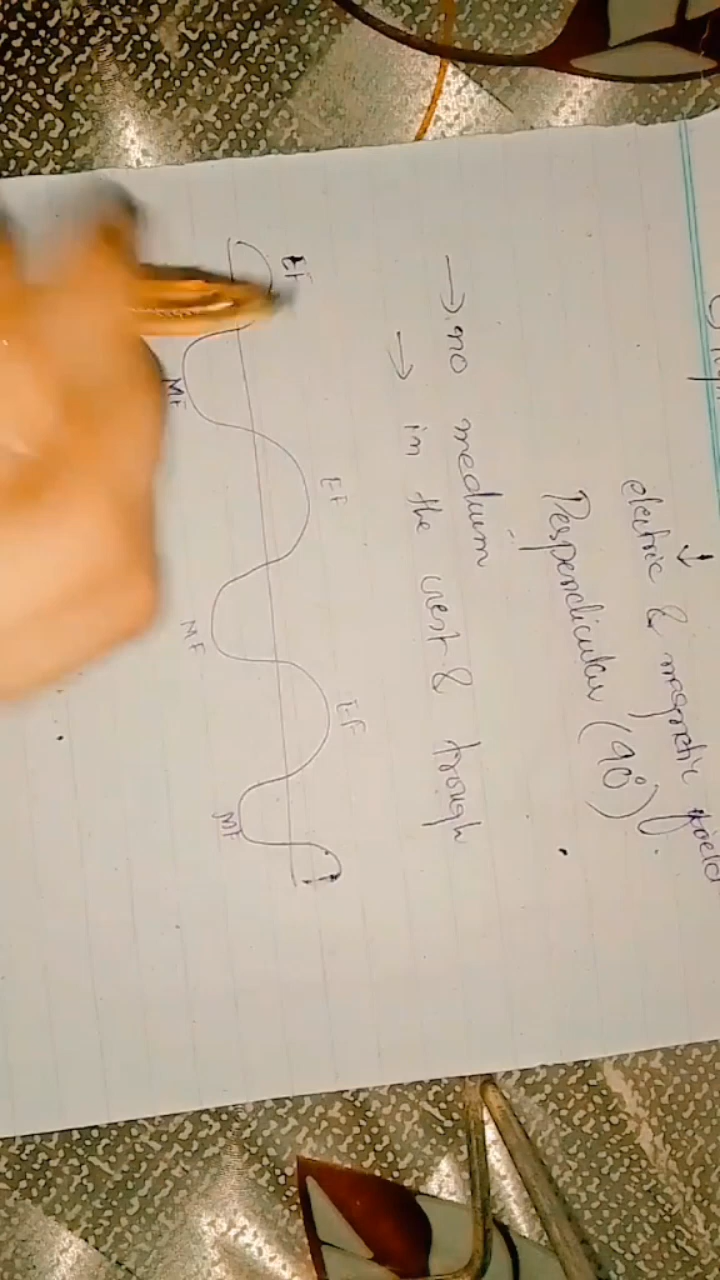 ↓
electric & magnetic field
Perpendicular (90°).
→ no medium
→ in the crest & trough
EF EF EF
MF MF MF